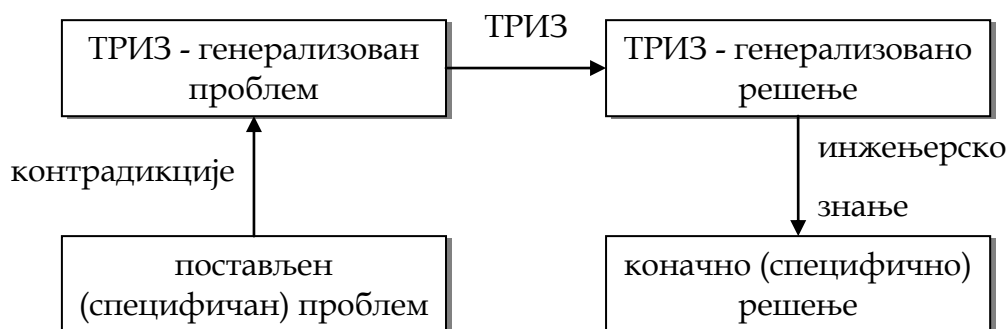 ТРИЗ - генерализован
проблем
ТРИЗ
ТРИЗ - генерализовано
решење
контрадикције
инжењерско
знање
постављен
(специфичан) проблем
коначно (специфично)
решење